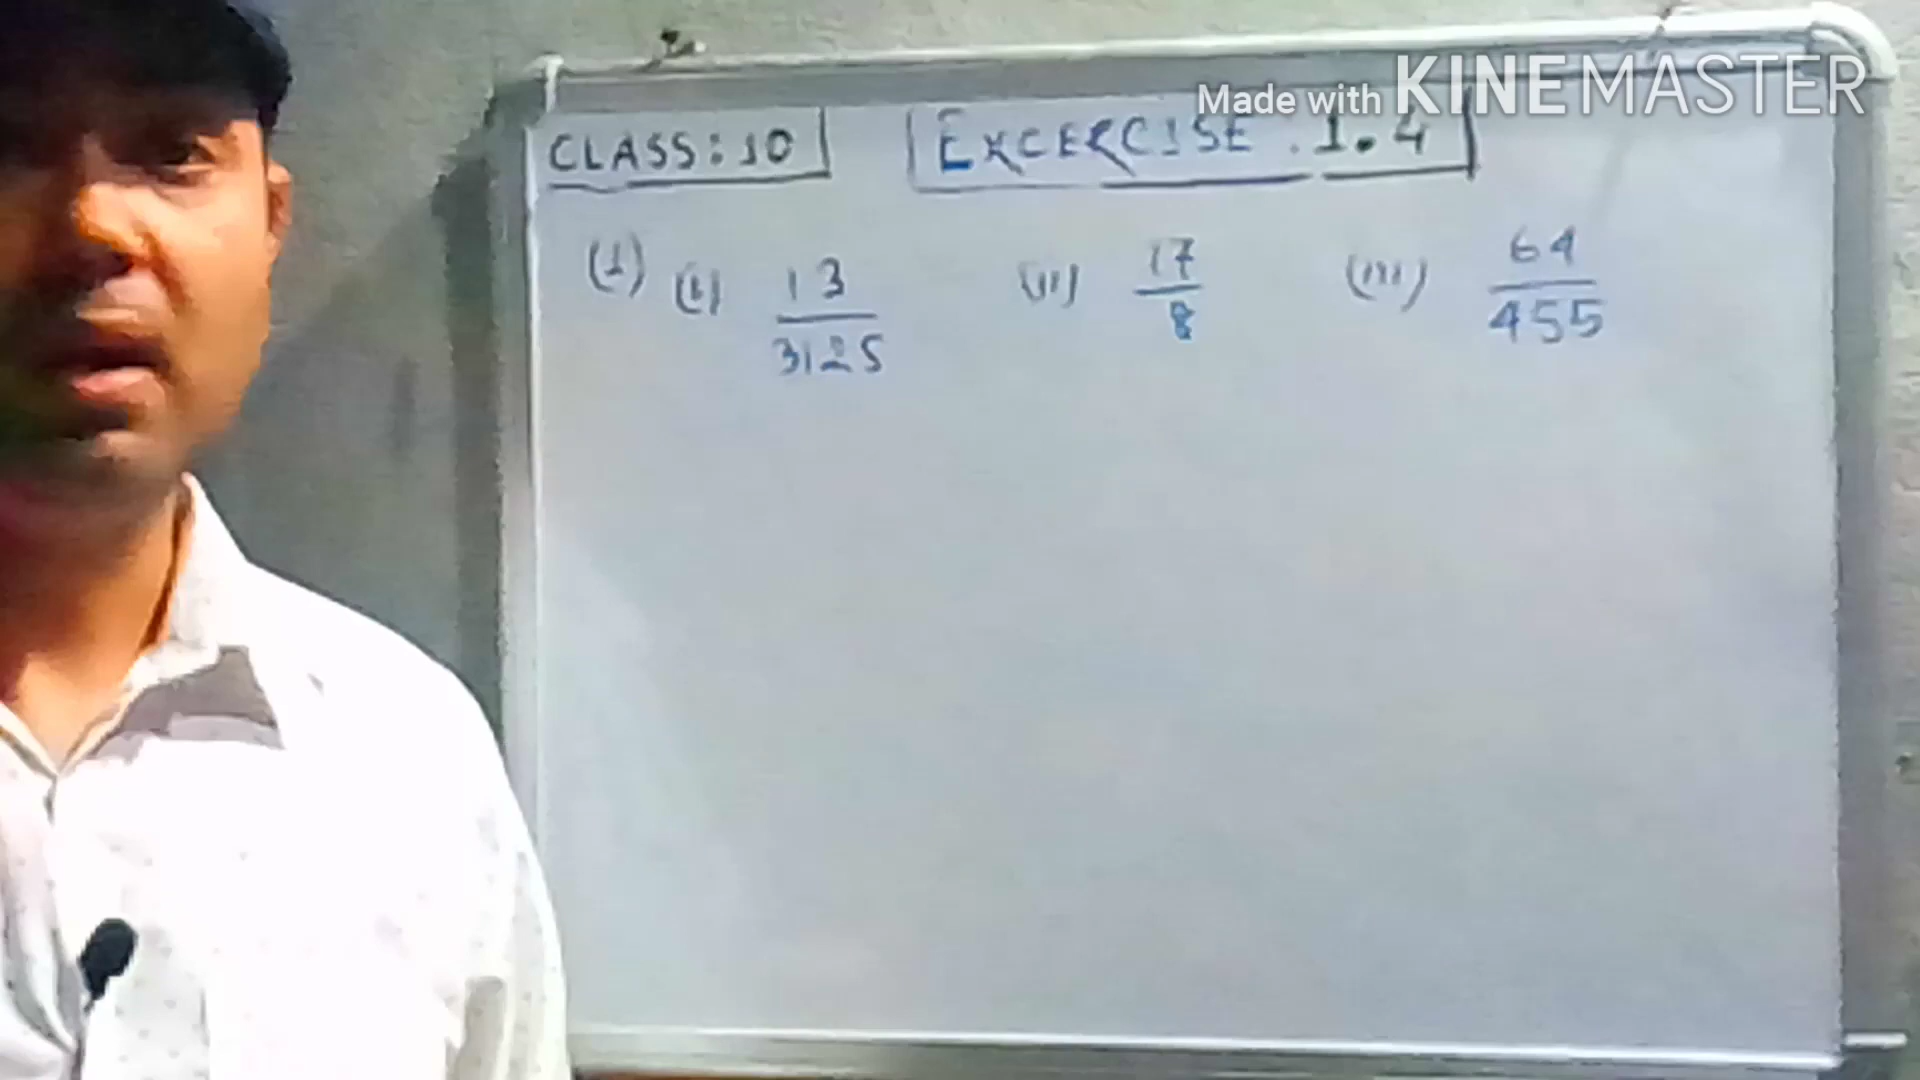 Made with KINEMASTER
CLASS: 10 EXCERCISE. 1.4
(1) (i) 13/3125 (ii) 17/8 (iii) 64/455